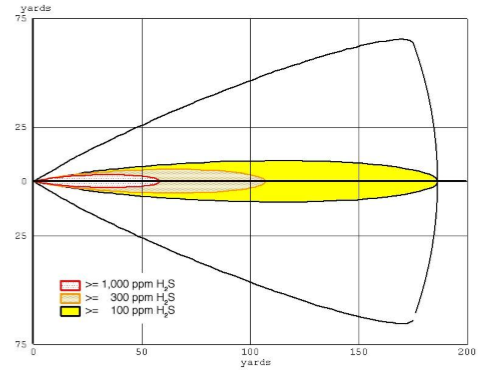 yards
75
25
0
25
75
>= 1,000 ppm H2S
>= 300 ppm H2S
>= 100 ppm H2S
0 50 100 150 200
yards